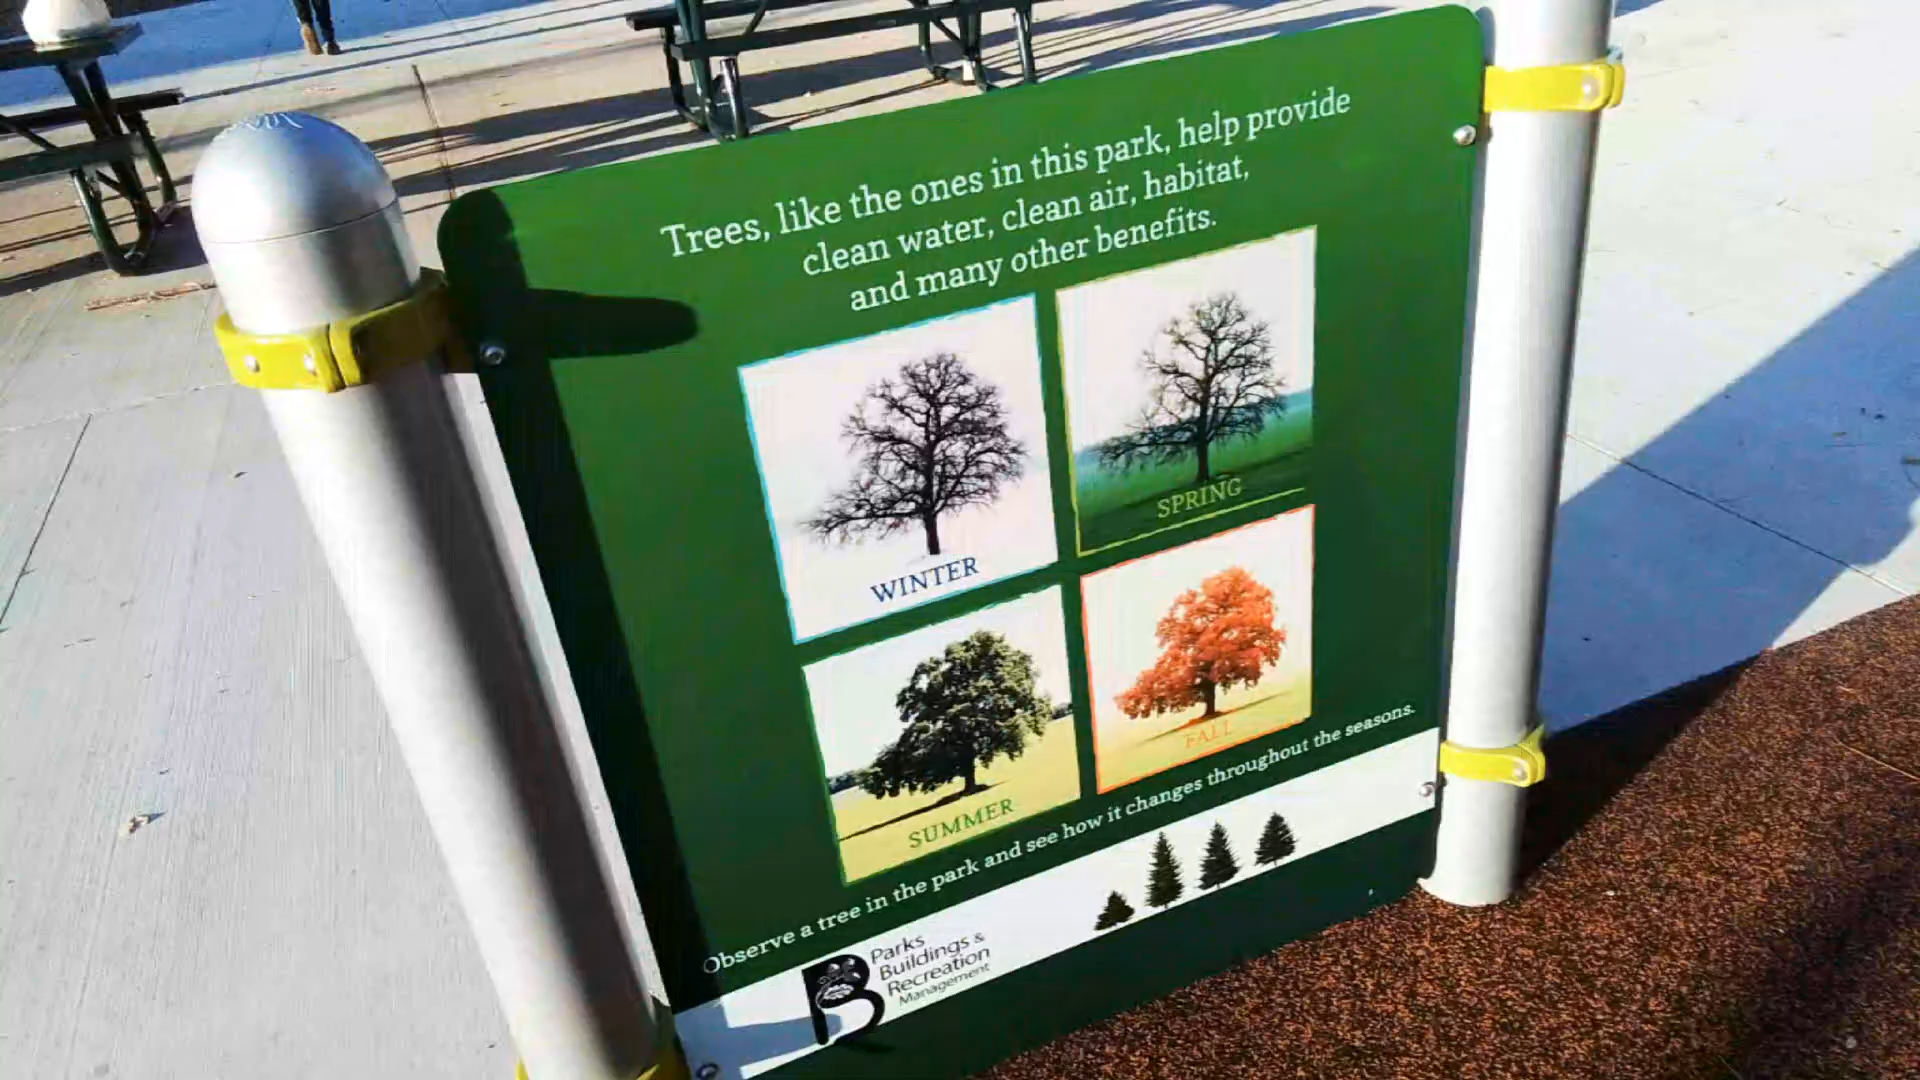 Trees, like the ones in this park, help provide
clean water, clean air, habitat,
and many other benefits.
WINTER
SPRING
SUMMER
FALL
Observe a tree in the park and see how it changes throughout the seasons.
Parks
Buildings &
Recreation
Management